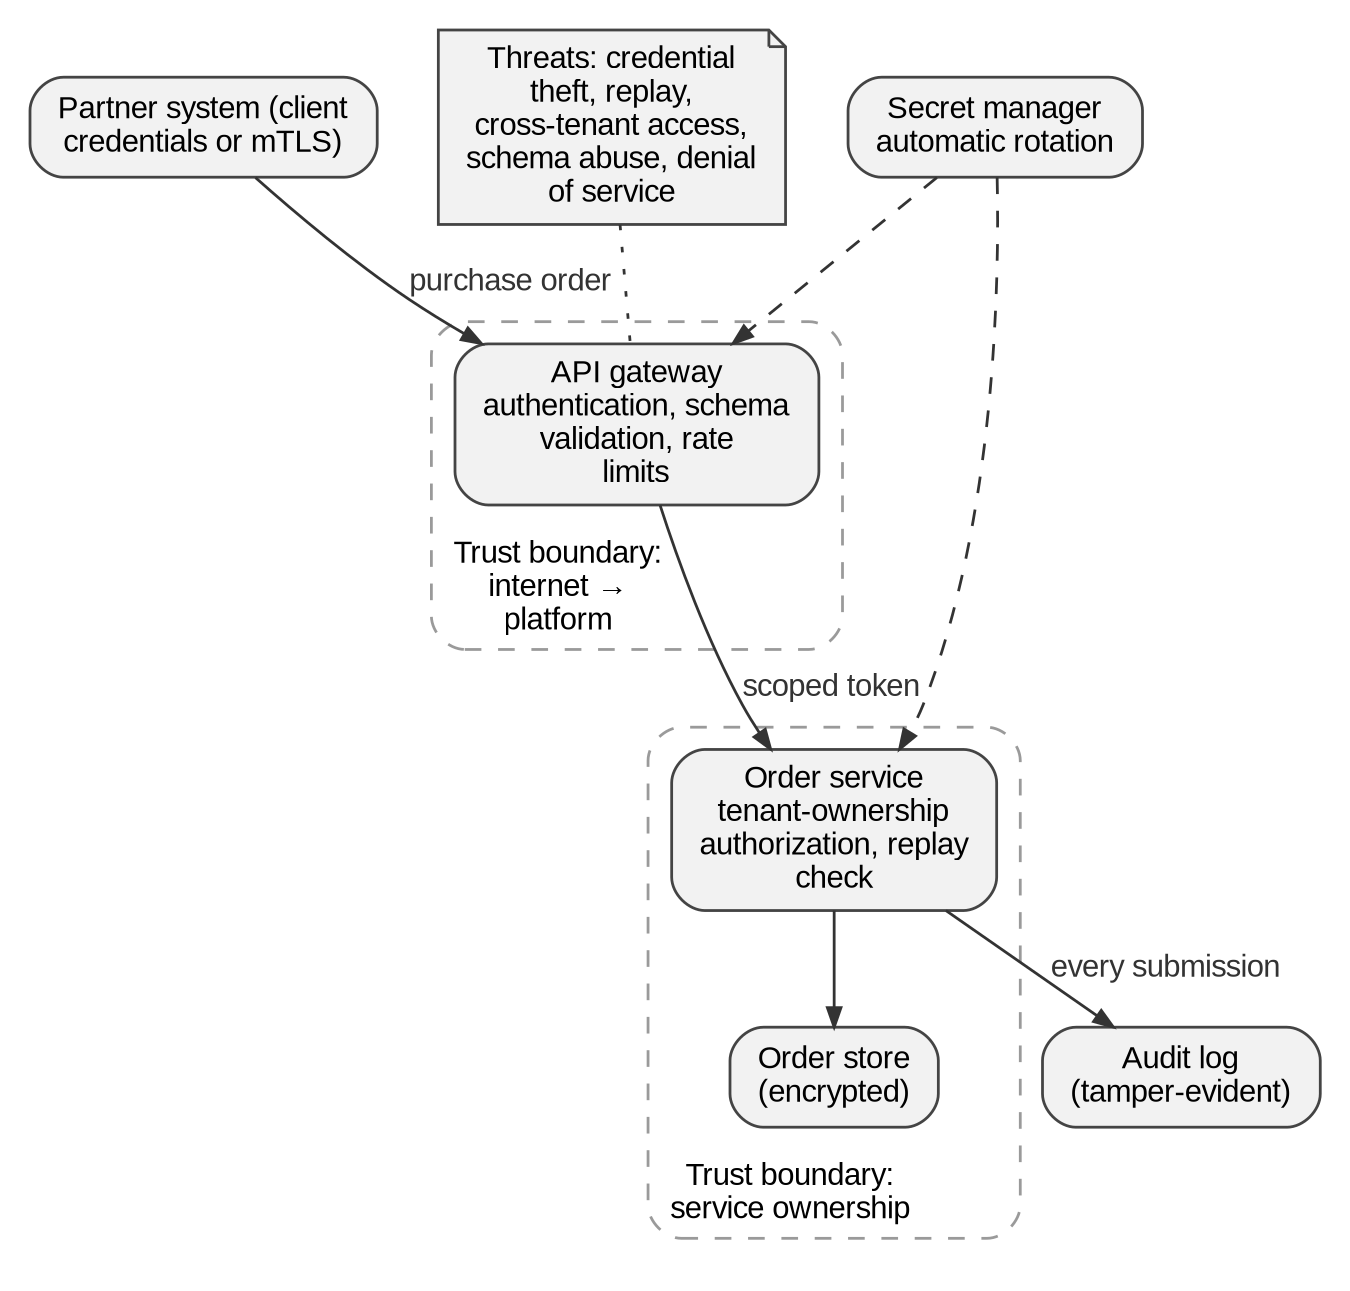 Partner system (client
credentials or mTLS)
Threats: credential
theft, replay,
cross-tenant access,
schema abuse, denial
of service
Secret manager
automatic rotation
purchase order
API gateway
authentication, schema
validation, rate
limits
Trust boundary:
internet →
platform
scoped token
Order service
tenant-ownership
authorization, replay
check
every submission
Order store
(encrypted)
Audit log
(tamper-evident)
Trust boundary:
service ownership